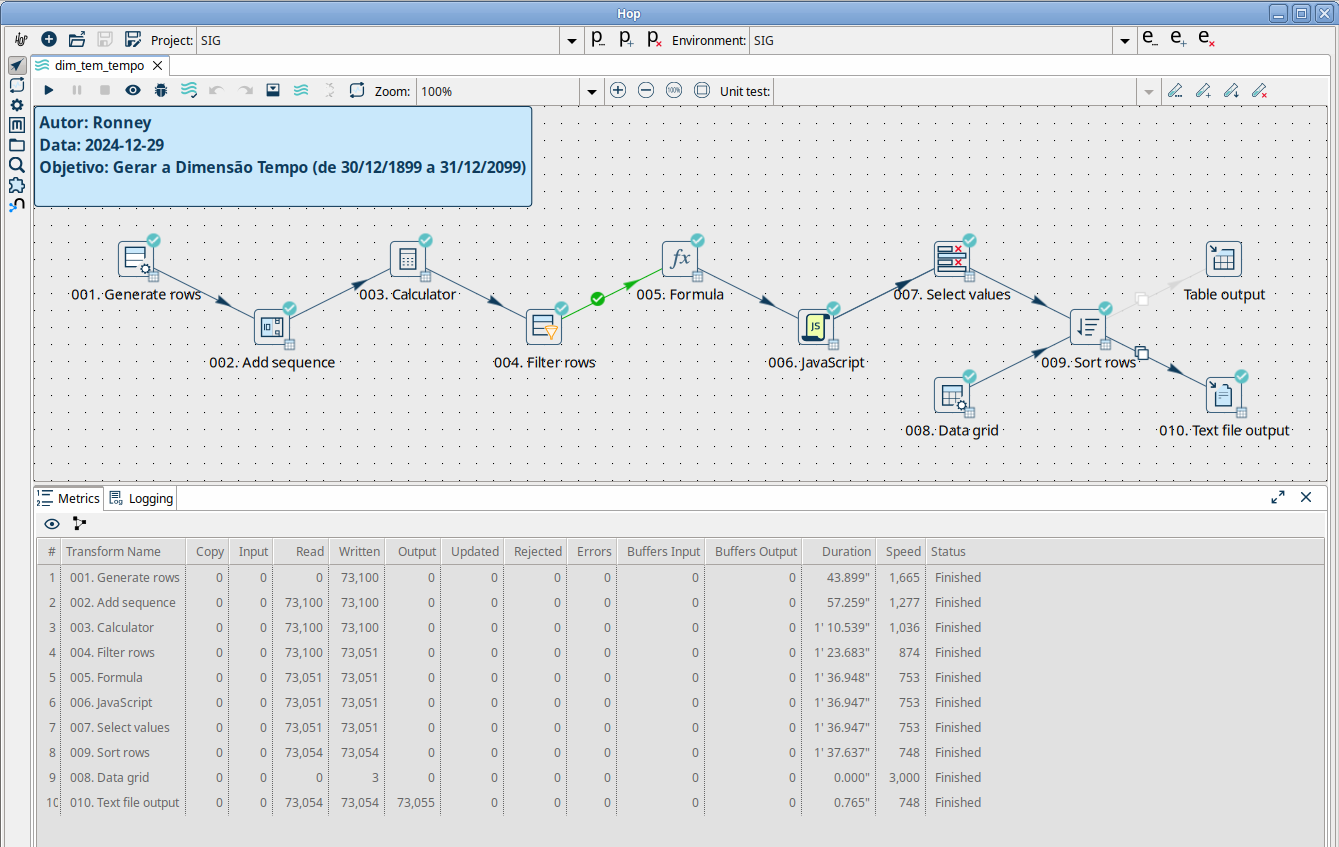 Hop
Project: SIG Environment: SIG
dim_tem_tempo
Zoom: 100% 100% Unit test:
Autor: Ronney
Data: 2024-12-29
Objetivo: Gerar a Dimensão Tempo (de 30/12/1899 a 31/12/2099)
001. Generate rows
002. Add sequence
003. Calculator
004. Filter rows
fx
005. Formula
JS
006. JavaScript
007. Select values
008. Data grid
009. Sort rows
Table output
010. Text file output
Metrics Logging
# Transform Name Copy Input Read Written Output Updated Rejected Errors Buffers Input Buffers Output Duration Speed Status
1 001. Generate rows 0 0 0 73,100 0 0 0 0 0 0 43.899" 1,665 Finished
2 002. Add sequence 0 0 73,100 73,100 0 0 0 0 0 0 57.259" 1,277 Finished
3 003. Calculator 0 0 73,100 73,100 0 0 0 0 0 0 1' 10.539" 1,036 Finished
4 004. Filter rows 0 0 73,100 73,051 0 0 0 0 0 0 1' 23.683" 874 Finished
5 005. Formula 0 0 73,051 73,051 0 0 0 0 0 0 1' 36.948" 753 Finished
6 006. JavaScript 0 0 73,051 73,051 0 0 0 0 0 0 1' 36.947" 753 Finished
7 007. Select values 0 0 73,051 73,051 0 0 0 0 0 0 1' 36.947" 753 Finished
8 009. Sort rows 0 0 73,054 73,054 0 0 0 0 0 0 1' 37.637" 748 Finished
9 008. Data grid 0 0 0 3 0 0 0 0 0 0 0.000" 3,000 Finished
10 010. Text file output 0 0 73,054 73,054 73,055 0 0 0 0 0 0.765" 748 Finished